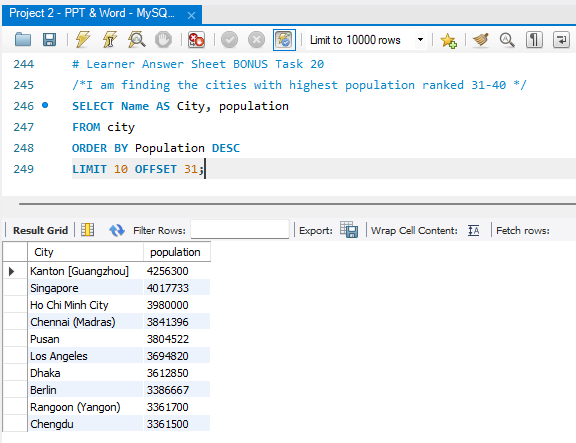 Project 2 - PPT & Word - MySQ...
Limit to 10000 rows
244 # Learner Answer Sheet BONUS Task 20
245 /*I am finding the cities with highest population ranked 31-40 */
246 SELECT Name AS City, population
247 FROM city
248 ORDER BY Population DESC
249 LIMIT 10 OFFSET 31;
Result Grid Filter Rows: Export: Wrap Cell Content: IA Fetch rows:
City population
Kanton [Guangzhou] 4256300
Singapore 4017733
Ho Chi Minh City 3980000
Chennai (Madras) 3841396
Pusan 3804522
Los Angeles 3694820
Dhaka 3612850
Berlin 3386667
Rangoon (Yangon) 3361700
Chengdu 3361500